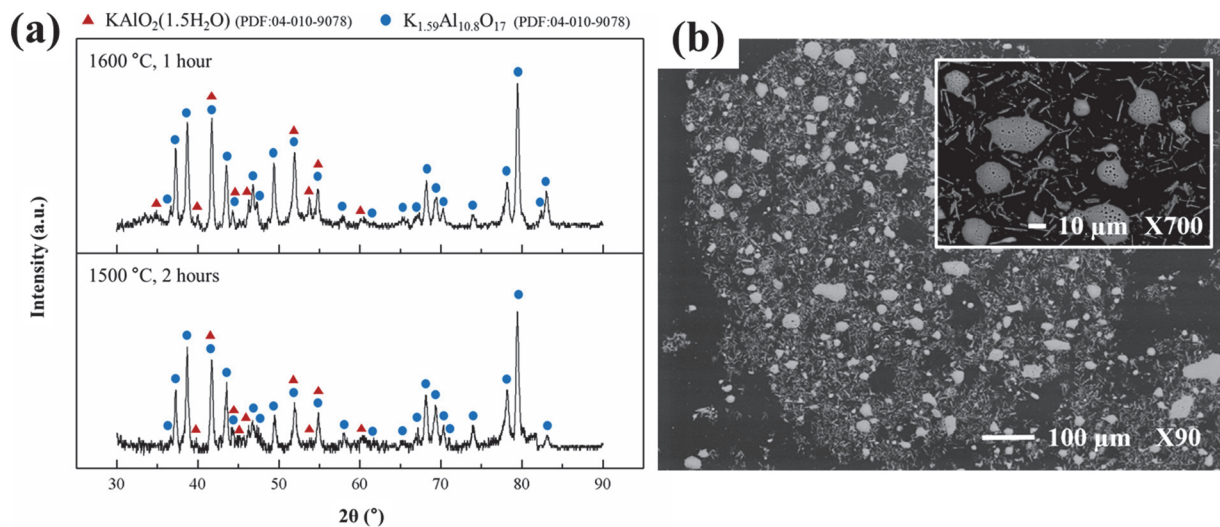 (a)
▲ KAlO₂(1.5H₂O) (PDF:04-010-9078) ● K₁.₅₉Al₁₀.₈O₁₇ (PDF:04-010-9078)
1600 °C, 1 hour
1500 °C, 2 hours
Intensity (a.u.)
30 40 50 60 70 80 90
2θ (°)
(b)
10 µm X700
100 µm X90